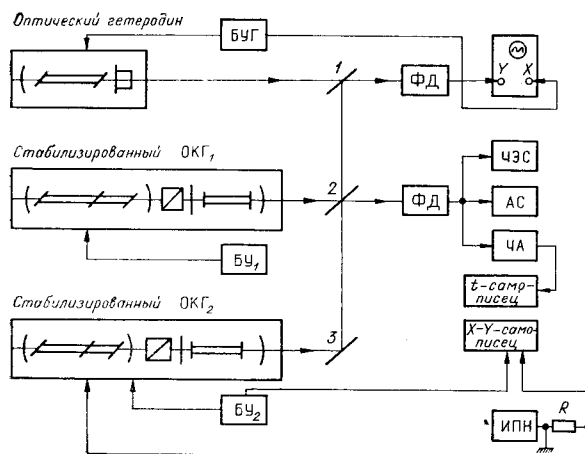 Оптический гетеродин
БУГ
1
ФД
Y
X
Стабилизированный ОКГ₁
2
ФД
ЧЭС
АС
ЧА
БУ₁
t-само-
писец
Стабилизированный ОКГ₂
3
X-Y-само-
писец
БУ₂
ИПН
R